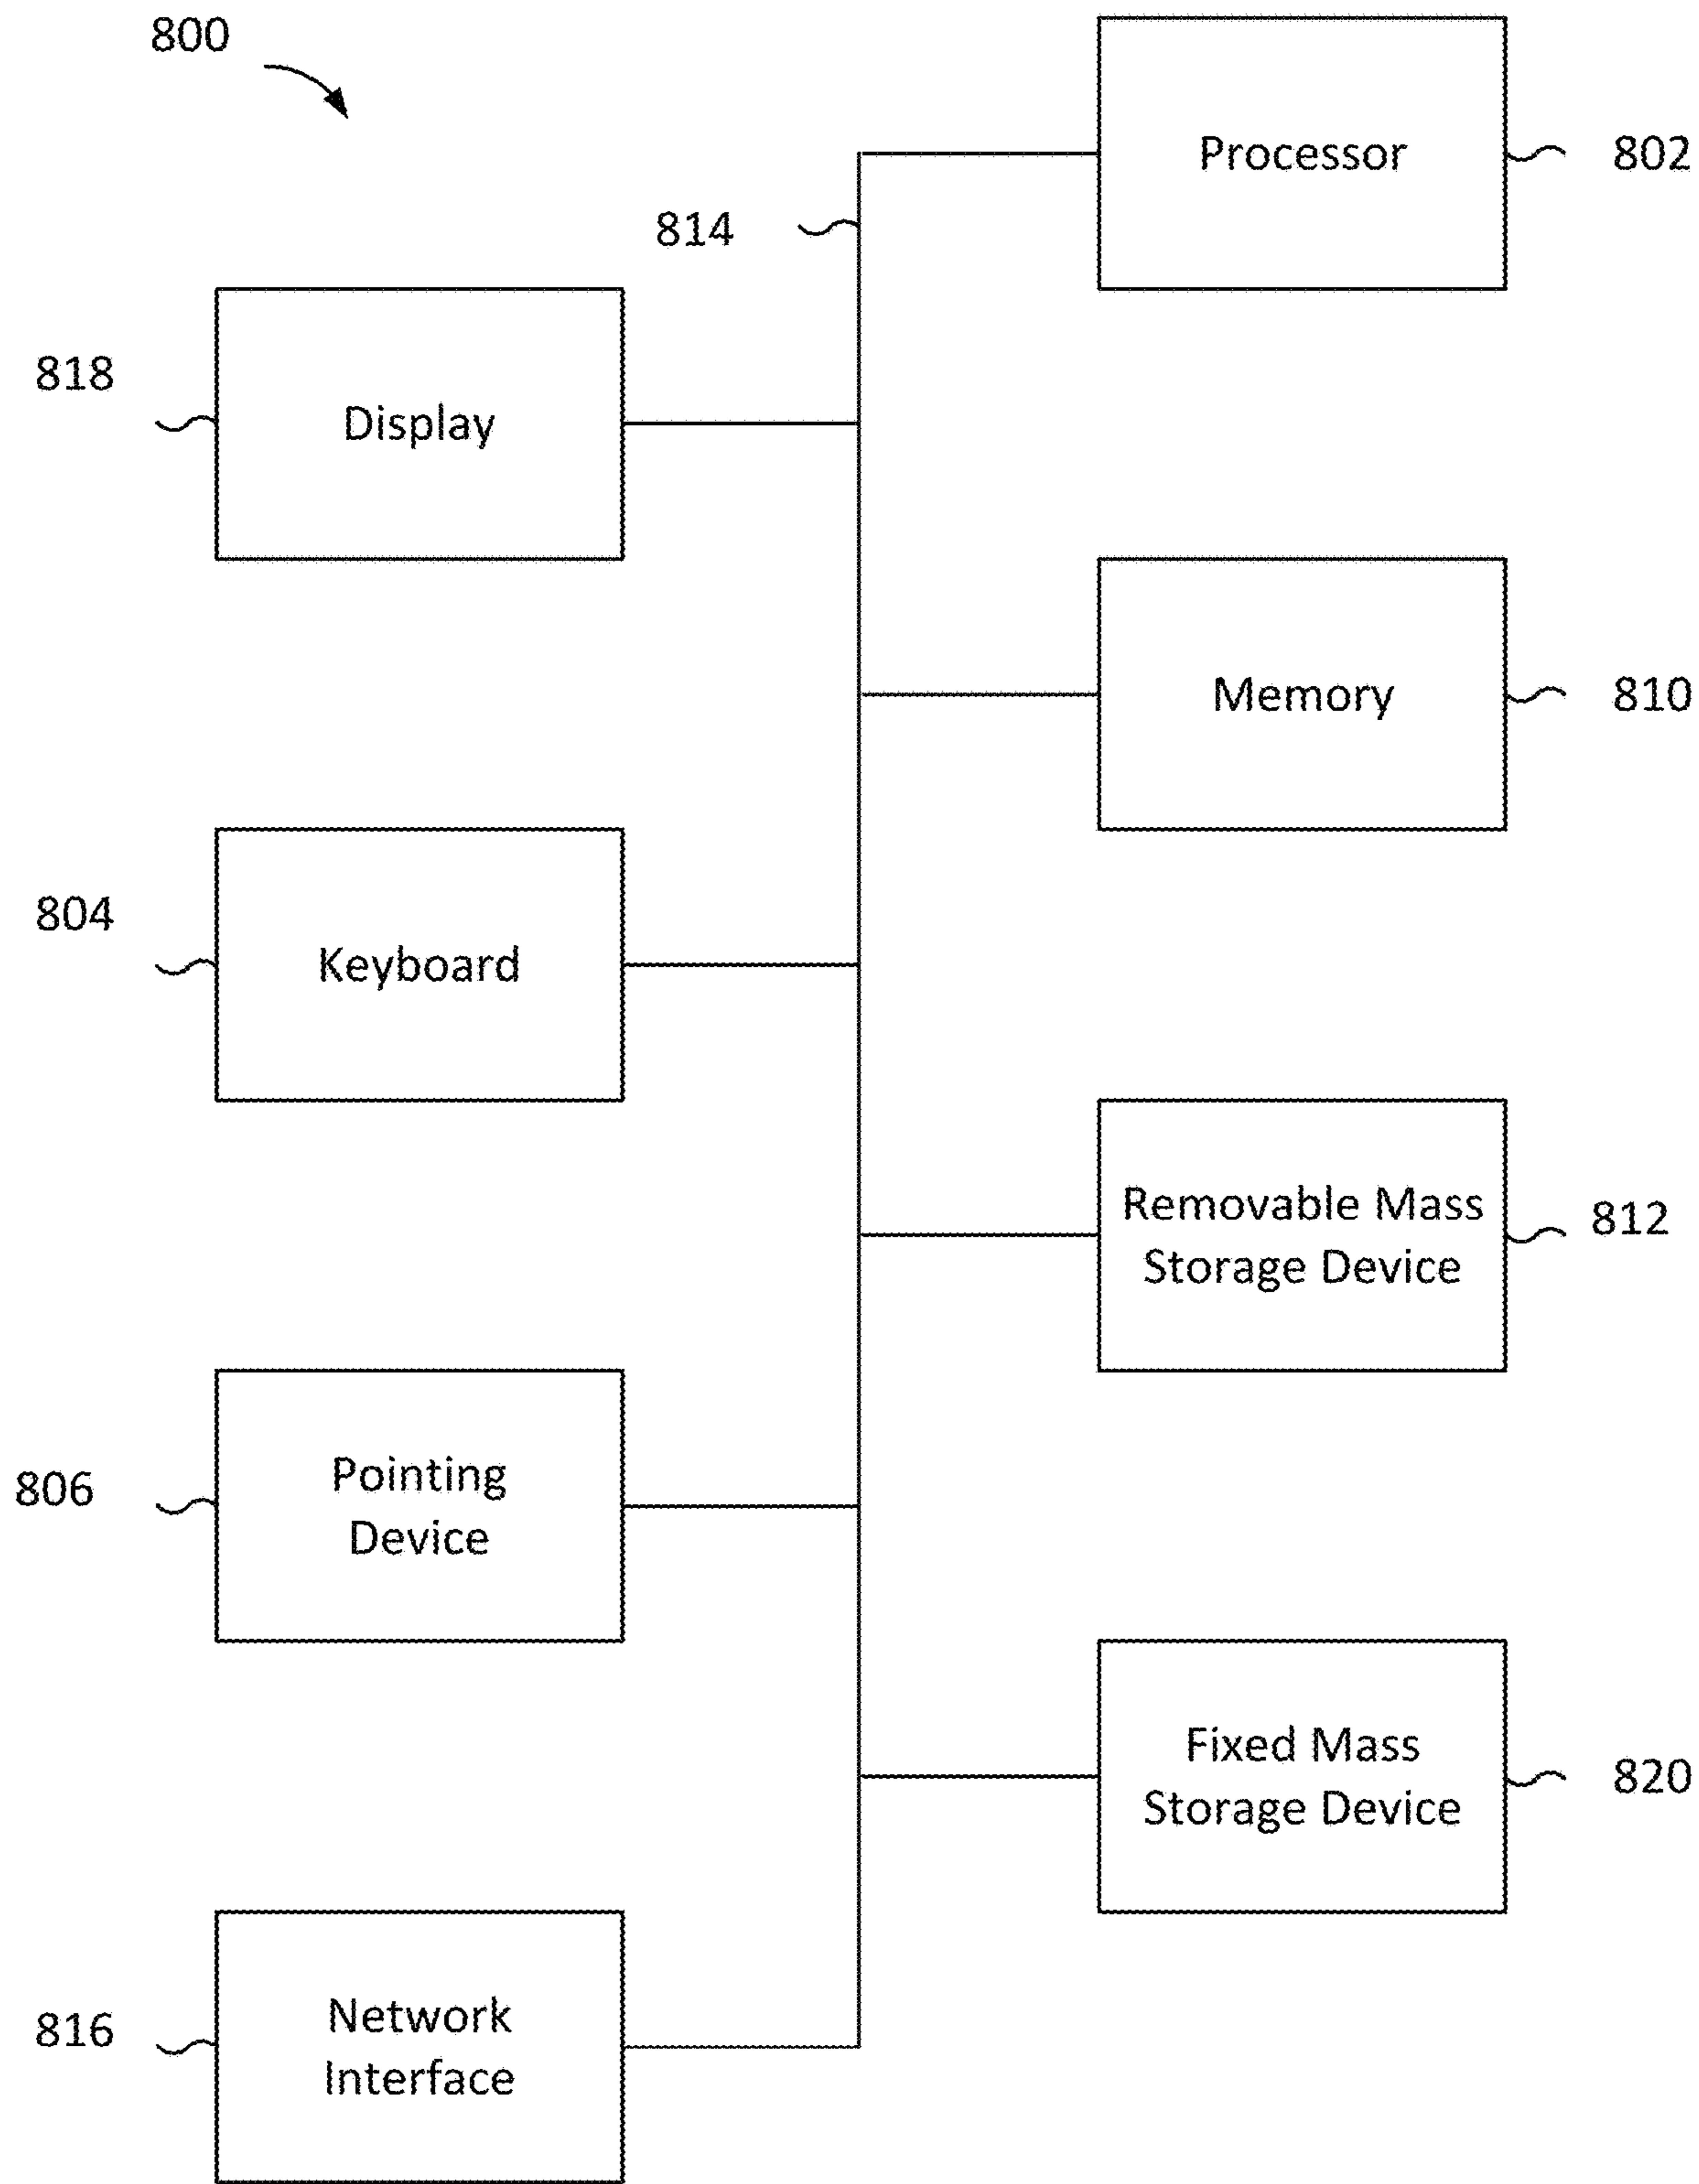 800
Processor
802
814
818
Display
Memory
810
804
Keyboard
Removable Mass
Storage Device
812
806
Pointing
Device
Fixed Mass
Storage Device
820
816
Network
Interface